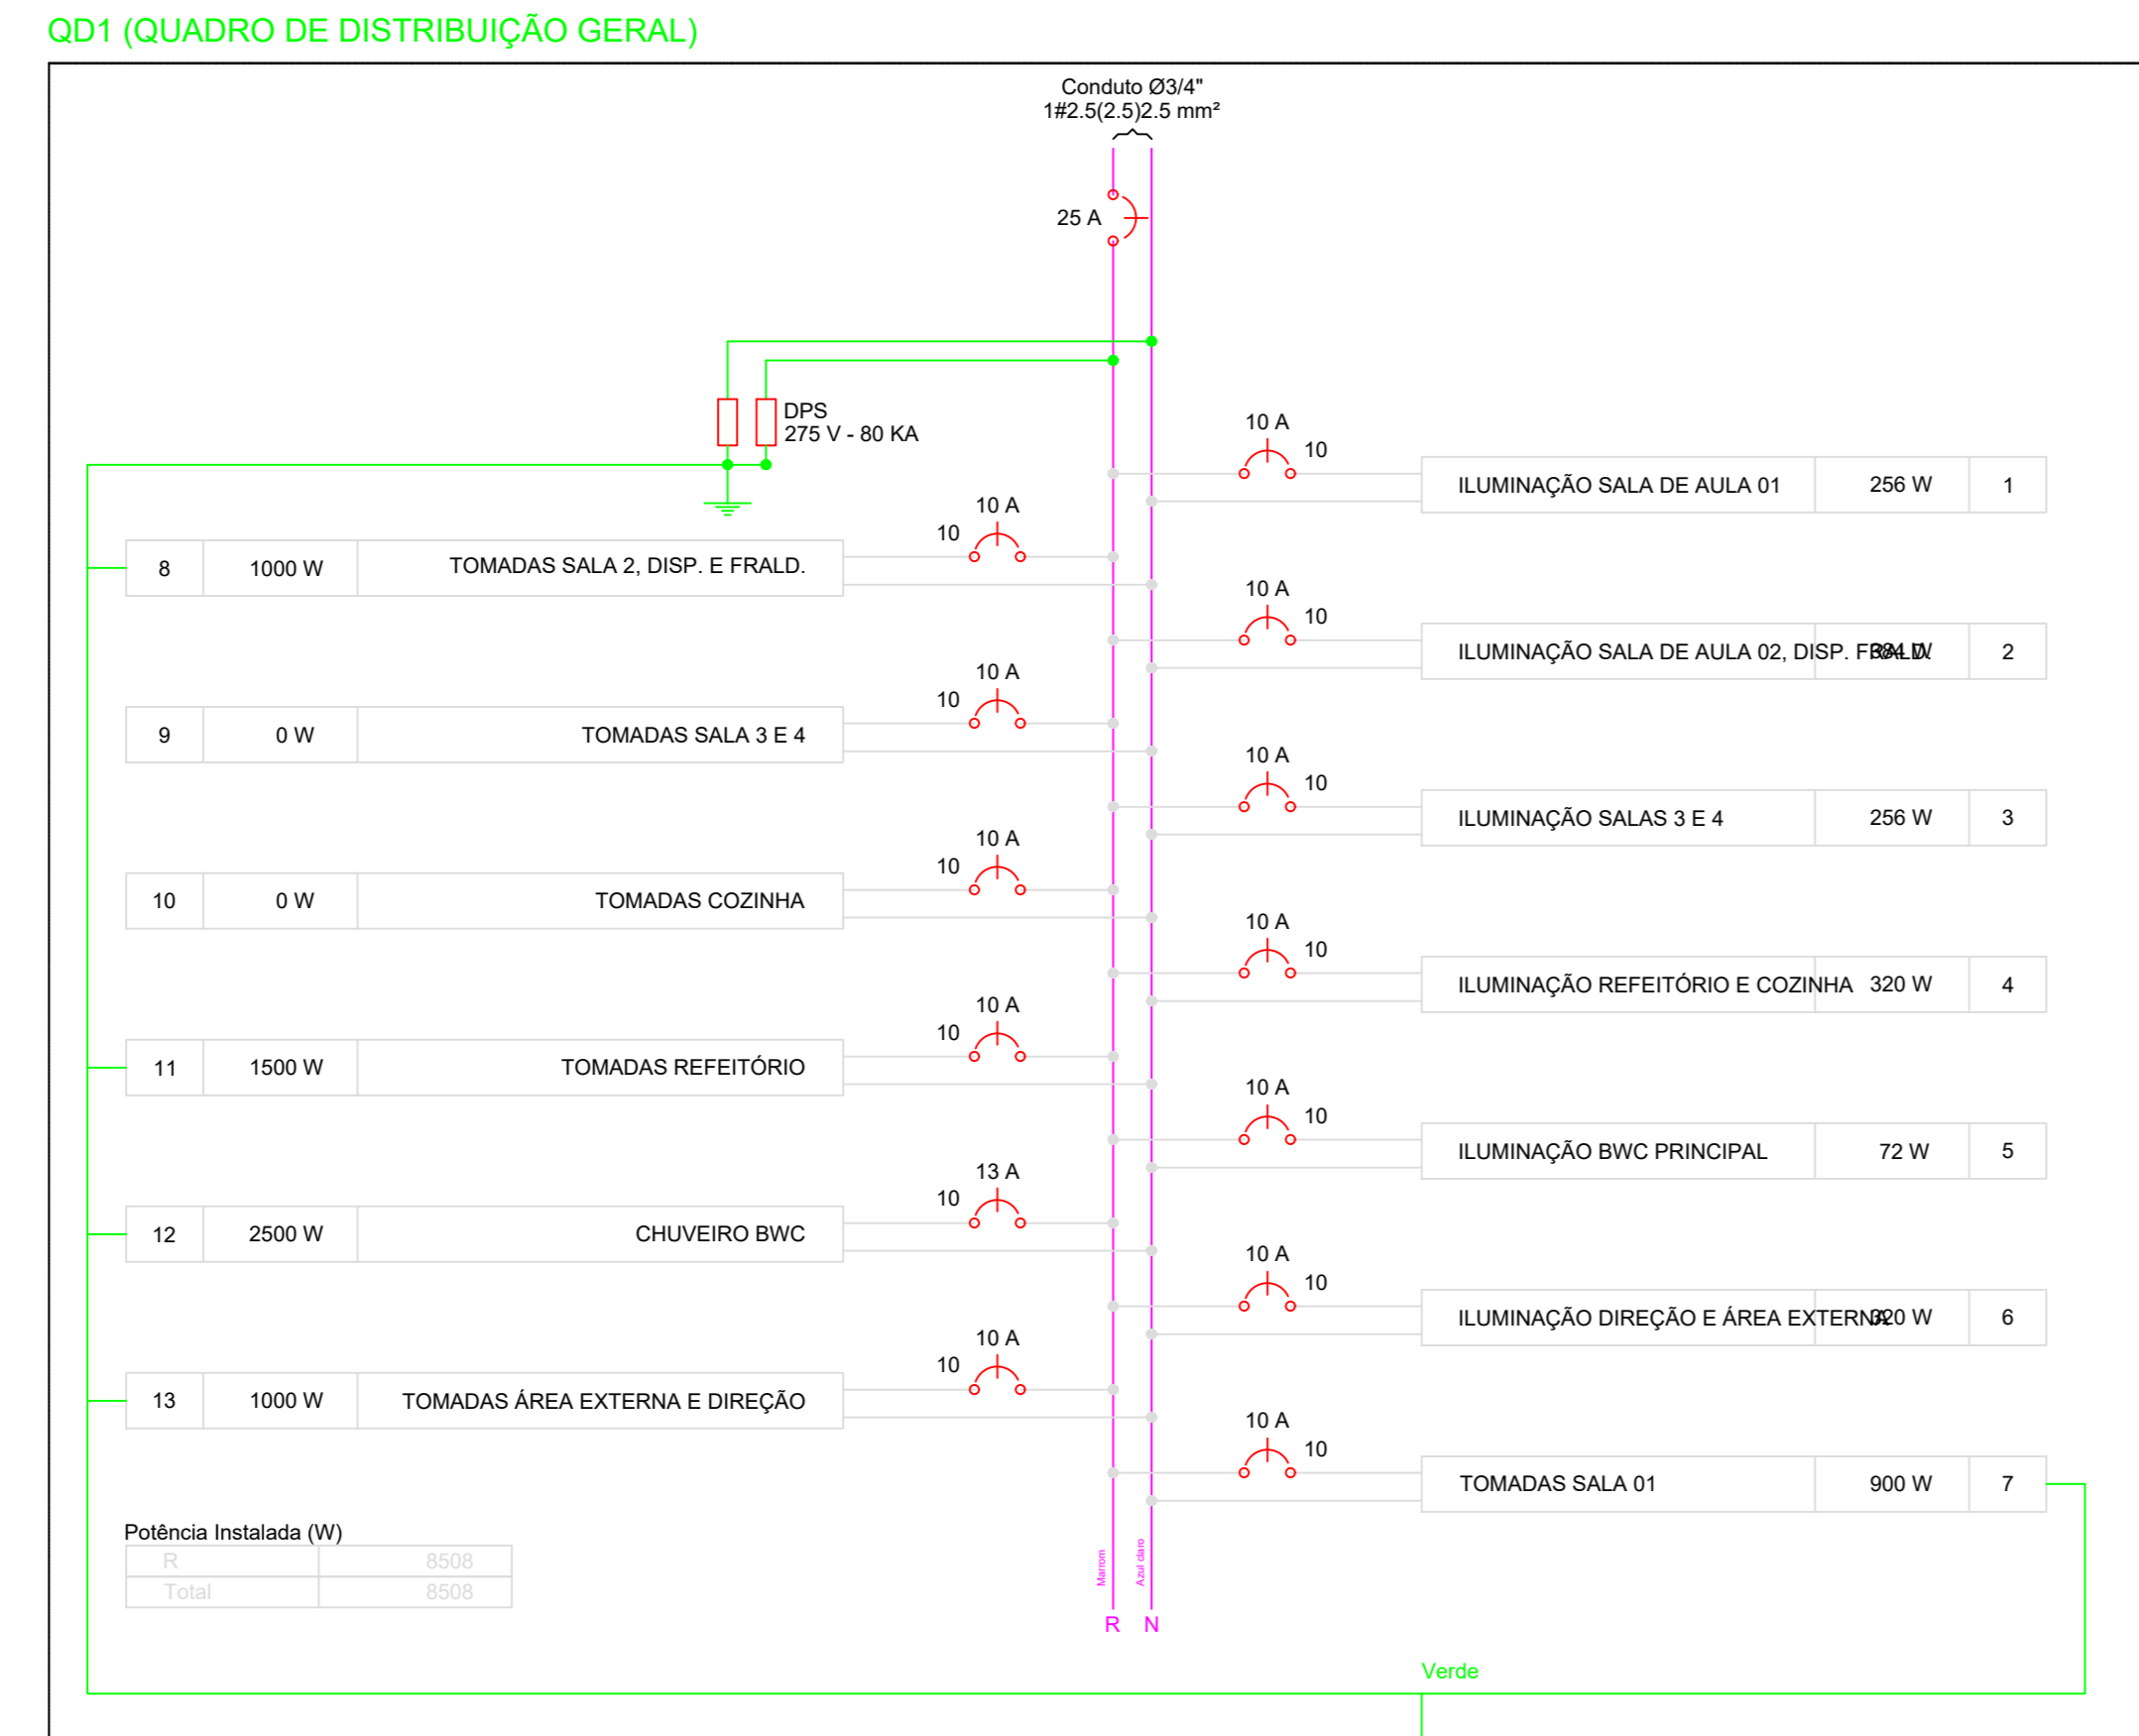 QD1 (QUADRO DE DISTRIBUIÇÃO GERAL)
Conduto Ø3/4"
1#2.5(2.5)2.5 mm²
25 A
DPS
275 V - 80 KA
10 A
10
ILUMINAÇÃO SALA DE AULA 01 256 W 1
10 A
10
8 1000 W TOMADAS SALA 2, DISP. E FRALD.
10 A
10
ILUMINAÇÃO SALA DE AULA 02, DISP. FRALD. 384 W 2
10 A
10
9 0 W TOMADAS SALA 3 E 4
10 A
10
ILUMINAÇÃO SALAS 3 E 4 256 W 3
10 A
10
10 0 W TOMADAS COZINHA
10 A
10
ILUMINAÇÃO REFEITÓRIO E COZINHA 320 W 4
10 A
10
11 1500 W TOMADAS REFEITÓRIO
10 A
10
ILUMINAÇÃO BWC PRINCIPAL 72 W 5
13 A
10
12 2500 W CHUVEIRO BWC
10 A
10
ILUMINAÇÃO DIREÇÃO E ÁREA EXTERNA 320 W 6
10 A
10
13 1000 W TOMADAS ÁREA EXTERNA E DIREÇÃO
10 A
10
TOMADAS SALA 01 900 W 7
Potência Instalada (W)
R 8508
Total 8508
Marrom
Azul claro
R N
Verde